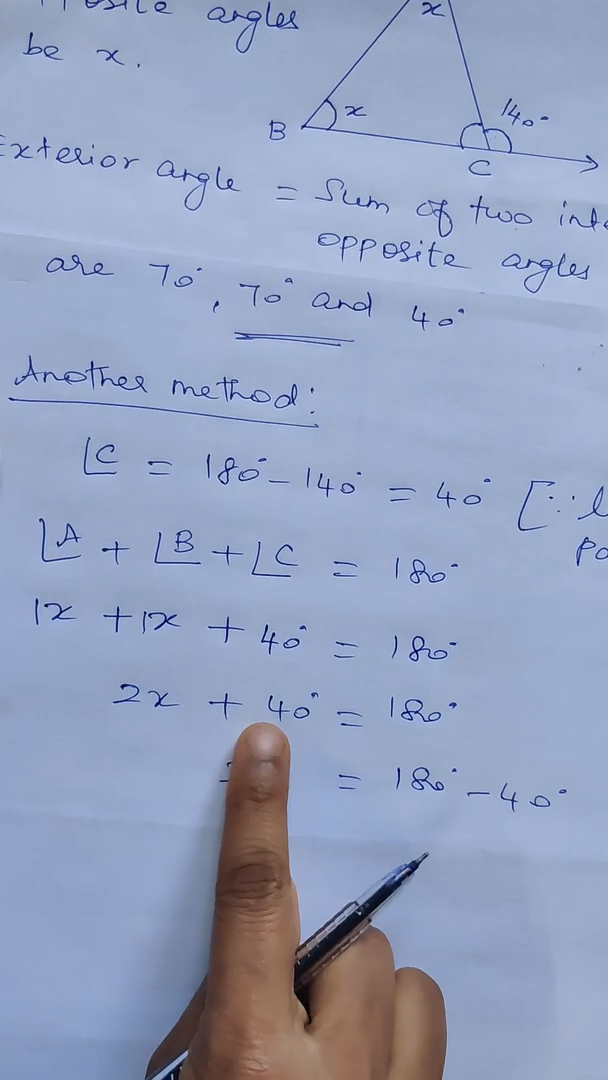 angles x
be x.
x 140°
B C
Exterior angle = Sum of two
opposite angles
are 70°, 70° and 40°
Another method:
∠C = 180° - 140° = 40° [∵
∠A + ∠B + ∠C = 180°
1x + 1x + 40° = 180°
2x + 40° = 180°
= 180° - 40°